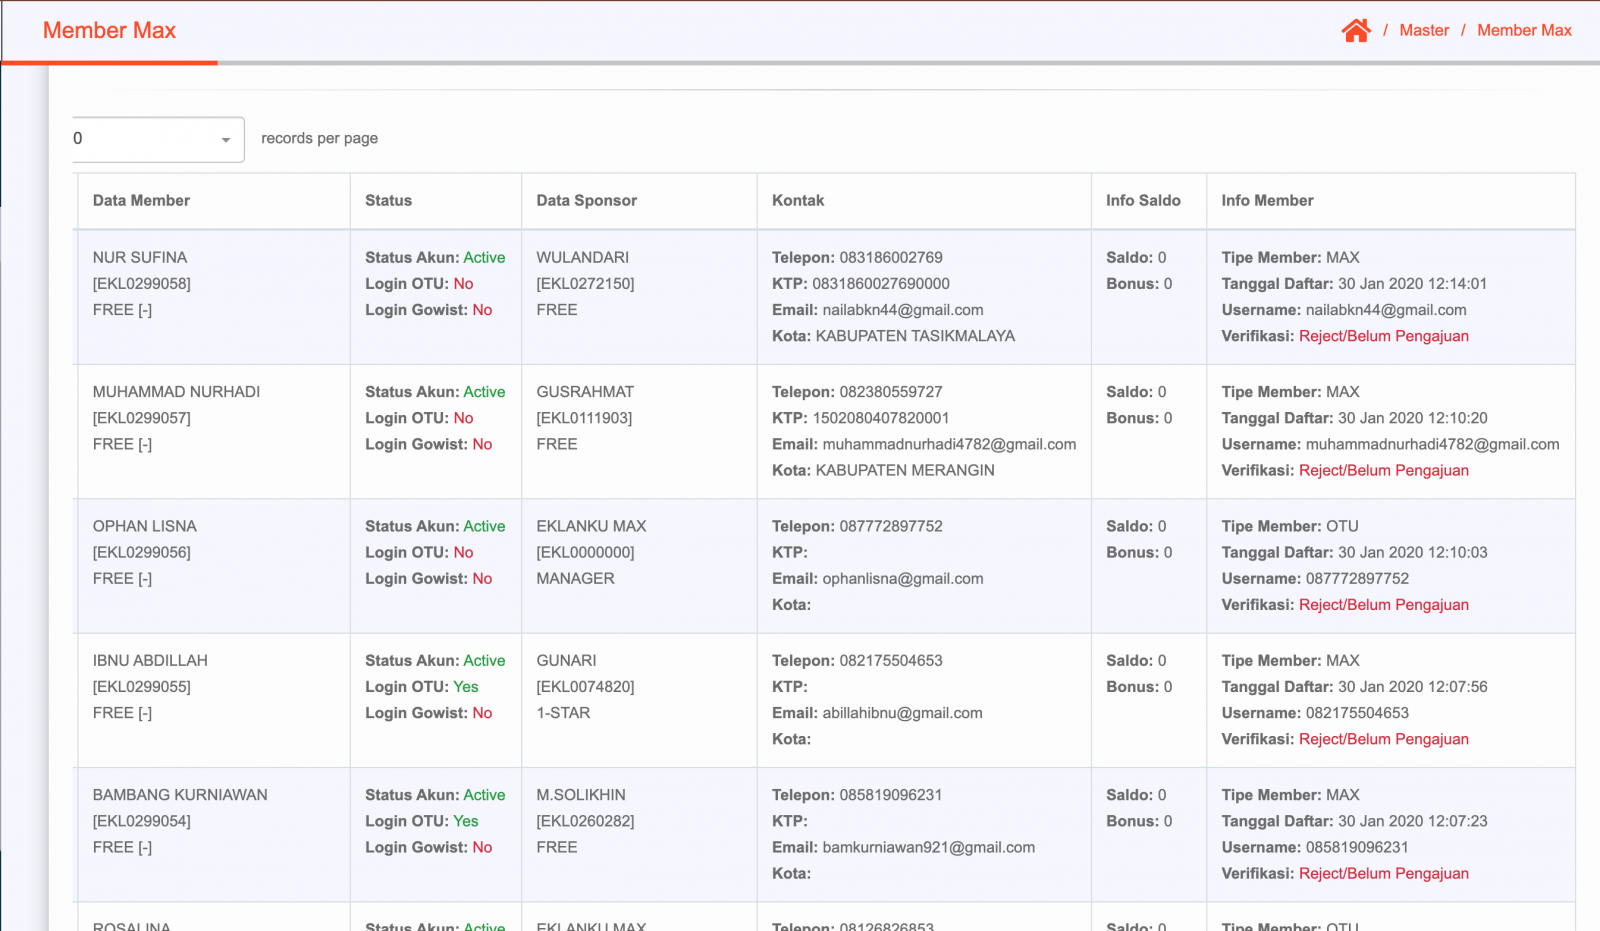 Member Max
/ Master / Member Max
0 records per page
Data Member Status Data Sponsor Kontak Info Saldo Info Member
NUR SUFINA Status Akun: Active WULANDARI Telepon: 083186002769 Saldo: 0 Tipe Member: MAX
[EKL0299058] Login OTU: No [EKL0272150] KTP: 0831860027690000 Bonus: 0 Tanggal Daftar: 30 Jan 2020 12:14:01
FREE [-] Login Gowist: No FREE Email: nailabkn44@gmail.com Username: nailabkn44@gmail.com
Kota: KABUPATEN TASIKMALAYA Verifikasi: Reject/Belum Pengajuan
MUHAMMAD NURHADI Status Akun: Active GUSRAHMAT Telepon: 082380559727 Saldo: 0 Tipe Member: MAX
[EKL0299057] Login OTU: No [EKL0111903] KTP: 1502080407820001 Bonus: 0 Tanggal Daftar: 30 Jan 2020 12:10:20
FREE [-] Login Gowist: No FREE Email: muhammadnurhadi4782@gmail.com Username: muhammadnurhadi4782@gmail.com
Kota: KABUPATEN MERANGIN Verifikasi: Reject/Belum Pengajuan
OPHAN LISNA Status Akun: Active EKLANKU MAX Telepon: 087772897752 Saldo: 0 Tipe Member: OTU
[EKL0299056] Login OTU: No [EKL0000000] KTP: Bonus: 0 Tanggal Daftar: 30 Jan 2020 12:10:03
FREE [-] Login Gowist: No MANAGER Email: ophanlisna@gmail.com Username: 087772897752
Kota: Verifikasi: Reject/Belum Pengajuan
IBNU ABDILLAH Status Akun: Active GUNARI Telepon: 082175504653 Saldo: 0 Tipe Member: MAX
[EKL0299055] Login OTU: Yes [EKL0074820] KTP: Bonus: 0 Tanggal Daftar: 30 Jan 2020 12:07:56
FREE [-] Login Gowist: No 1-STAR Email: abillahibnu@gmail.com Username: 082175504653
Kota: Verifikasi: Reject/Belum Pengajuan
BAMBANG KURNIAWAN Status Akun: Active M.SOLIKHIN Telepon: 085819096231 Saldo: 0 Tipe Member: MAX
[EKL0299054] Login OTU: Yes [EKL0260282] KTP: Bonus: 0 Tanggal Daftar: 30 Jan 2020 12:07:23
FREE [-] Login Gowist: No FREE Email: bamkurniawan921@gmail.com Username: 085819096231
Kota: Verifikasi: Reject/Belum Pengajuan
ROSALINA Status Akun: Active EKLANKU MAX Telepon: 08126826853 Saldo: 0 Tipe Member: OTU